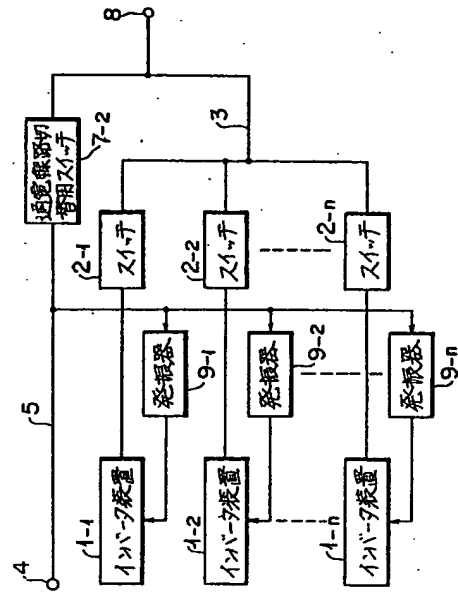 8
通電線路切
替用スイッチ
7-2
3
2-1
スイッチ
2-2
スイッチ
2-n
スイッチ
5
発振器
9-1
発振器
9-2
発振器
9-n
4
1-1
インバータ装置
1-2
インバータ装置
1-n
インバータ装置